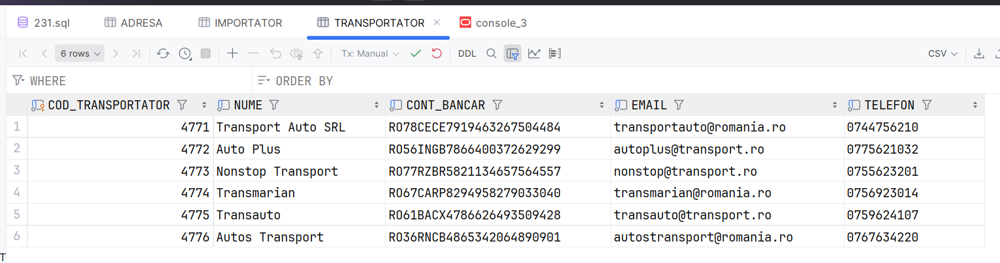 231.sql ADRESA IMPORTATOR TRANSPORTATOR console_3
6 rows Tx: Manual DDL CSV
WHERE ORDER BY
COD_TRANSPORTATOR NUME CONT_BANCAR EMAIL TELEFON
1 4771 Transport Auto SRL RO78CECE7919463267504484 transportauto@romania.ro 0744756210
2 4772 Auto Plus RO56INGB7866400372629299 autoplus@transport.ro 0775621032
3 4773 Nonstop Transport RO77RZBR5821134657564557 nonstop@transport.ro 0755623201
4 4774 Transmarian RO67CARP8294958279033040 transmarian@romania.ro 0756923014
5 4775 Transauto RO61BACX4786626493509428 transauto@transport.ro 0759624107
6 4776 Autos Transport RO36RNCB4865342064890901 autostransport@romania.ro 0767634220
T